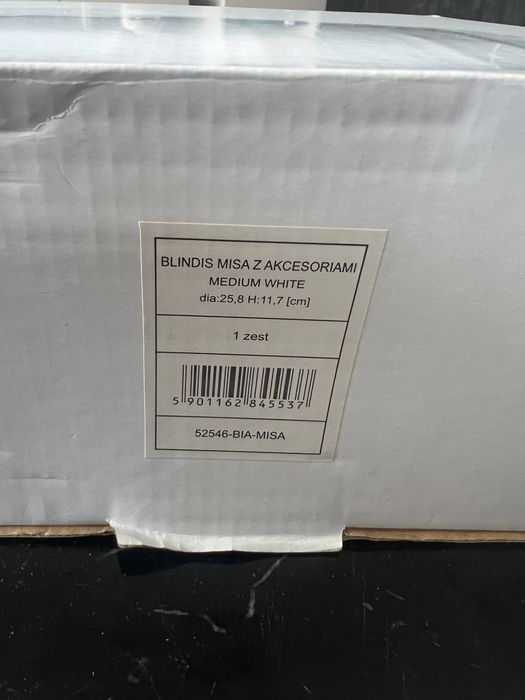 BLINDIS MISA Z AKCESORIAMI
MEDIUM WHITE
dia:25,8 H:11,7 [cm]
1 zest
5 901162 845537
52546-BIA-MISA